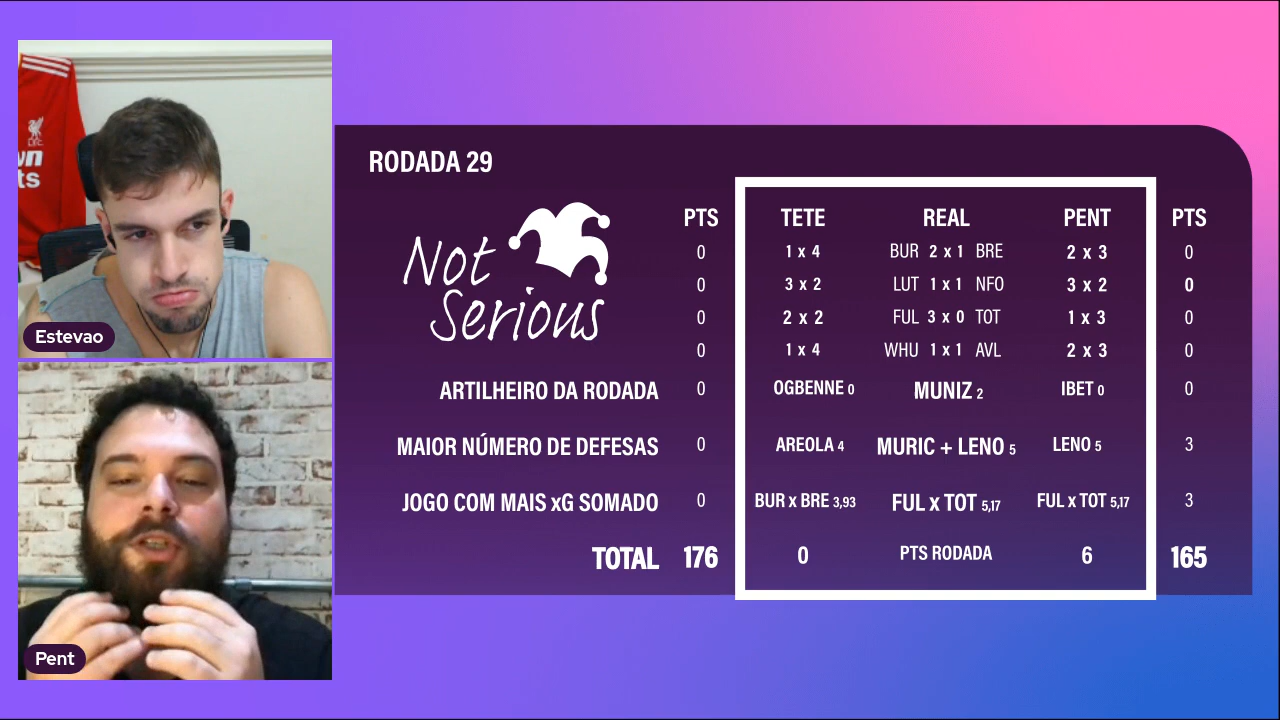 wn
ts
Estevao
Pent
RODADA 29
Not
Serious
PTS TETE REAL PENT PTS
0 1 x 4 BUR 2 x 1 BRE 2 x 3 0
0 3 x 2 LUT 1 x 1 NFO 3 x 2 0
0 2 x 2 FUL 3 x 0 TOT 1 x 3 0
0 1 x 4 WHU 1 x 1 AVL 2 x 3 0
ARTILHEIRO DA RODADA 0 OGBENNE 0 MUNIZ 2 IBET 0 0
MAIOR NÚMERO DE DEFESAS 0 AREOLA 4 MURIC + LENO 5 LENO 5 3
JOGO COM MAIS xG SOMADO 0 BUR x BRE 3,93 FUL x TOT 5,17 FUL x TOT 5,17 3
TOTAL 176 0 PTS RODADA 6 165